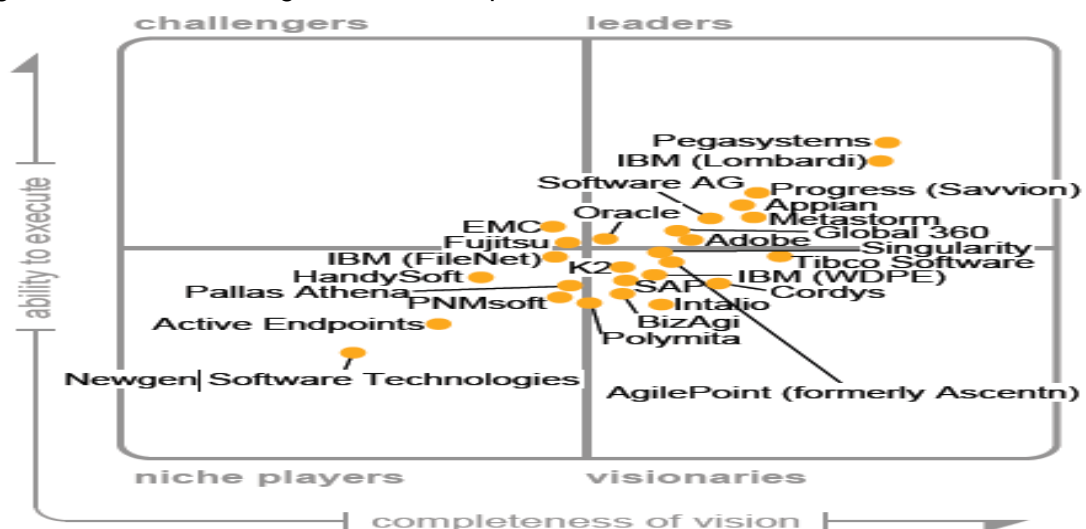 challengers
leaders
Pegasystems
IBM (Lombardi)
Software AG
Progress (Savvion)
Appian
Oracle
Metastorm
EMC
Global 360
Fujitsu
Adobe
Singularity
IBM (FileNet)
K2
Tibco Software
HandySoft
IBM (WDPE)
Pallas Athena
SAP
Cordys
PNMsoft
Intalio
Active Endpoints
BizAgi
Polymita
Newgen Software Technologies
AgilePoint (formerly Ascentn)
niche players
visionaries
ability to execute
completeness of vision